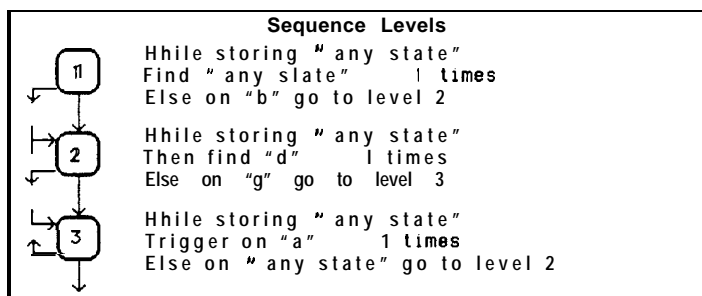 Sequence Levels
1
Hhile storing " any state"
Find " any slate" 1 times
Else on "b" go to level 2
2
Hhile storing " any state"
Then find "d" l times
Else on "g" go to level 3
3
Hhile storing " any state"
Trigger on "a" 1 times
Else on " any state" go to level 2